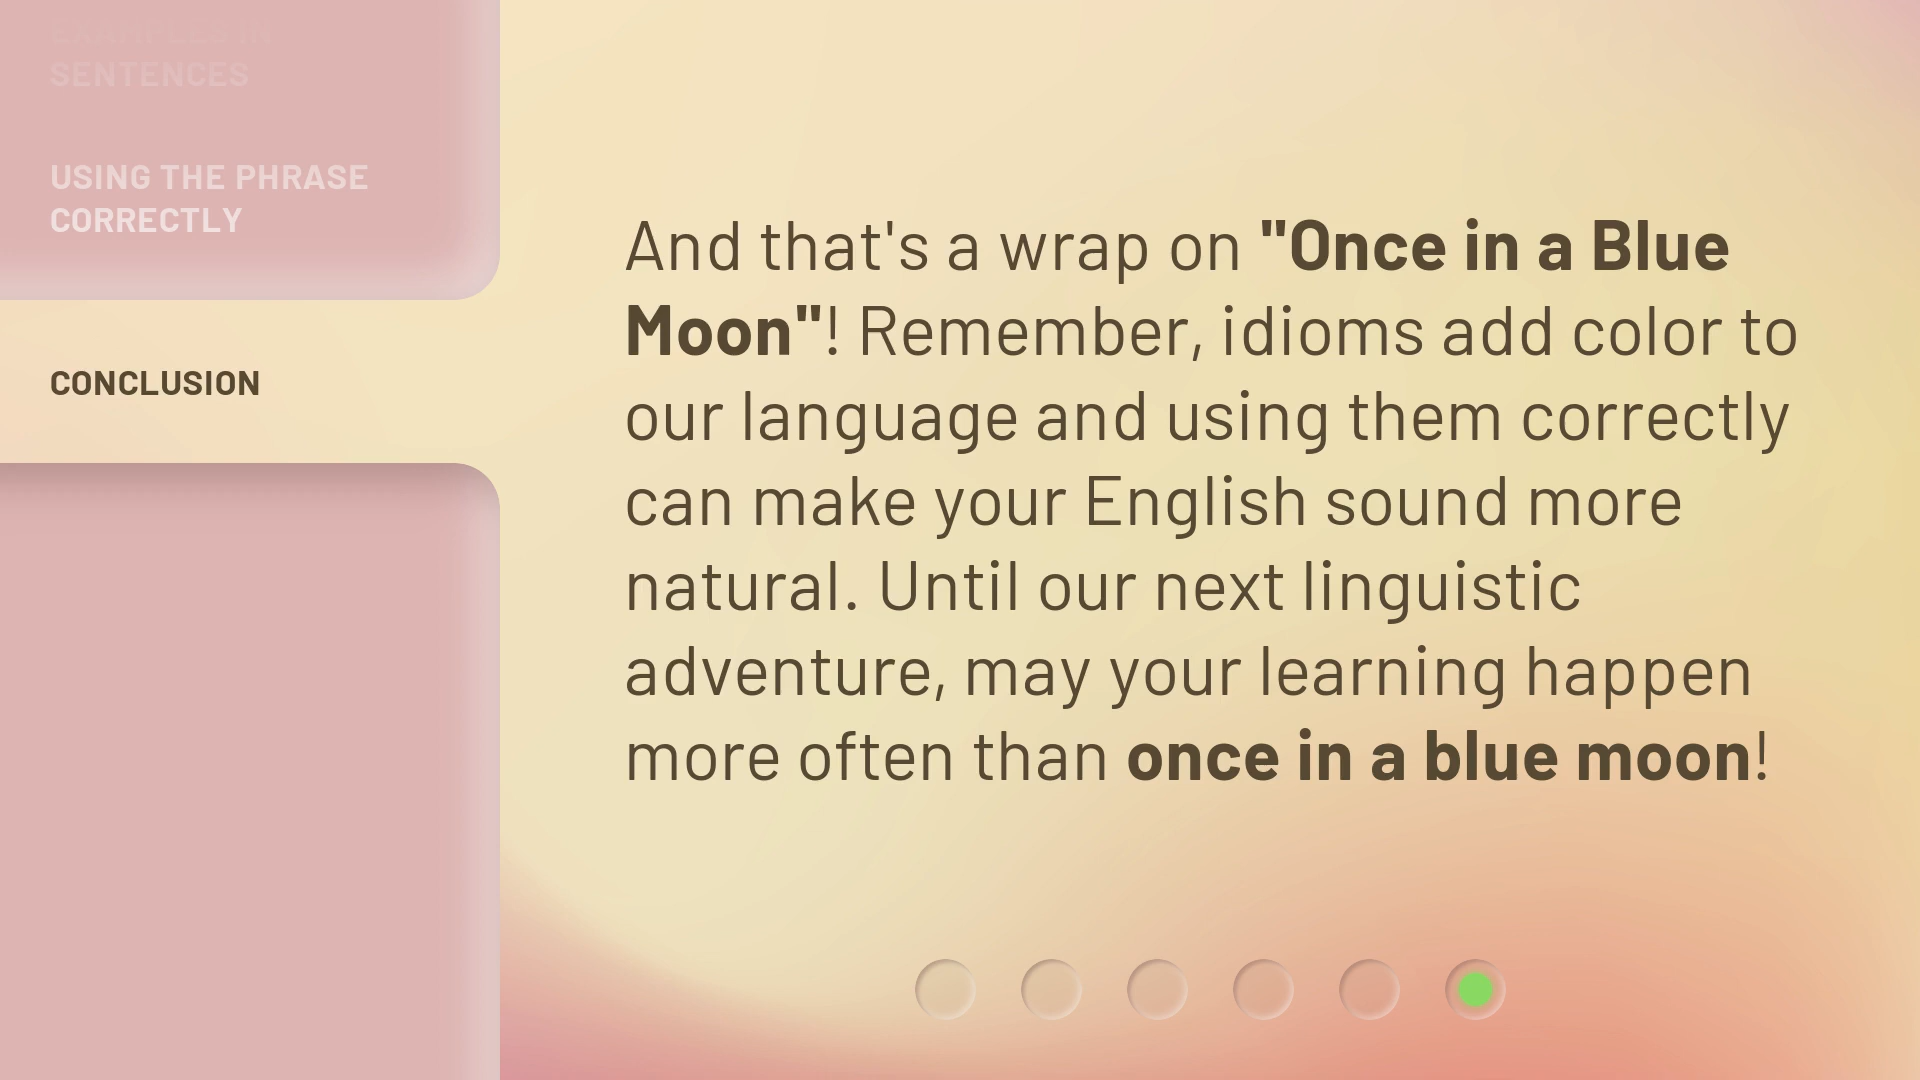 EXAMPLES IN
SENTENCES
USING THE PHRASE
CORRECTLY
CONCLUSION
And that's a wrap on "Once in a Blue
Moon"! Remember, idioms add color to
our language and using them correctly
can make your English sound more
natural. Until our next linguistic
adventure, may your learning happen
more often than once in a blue moon!